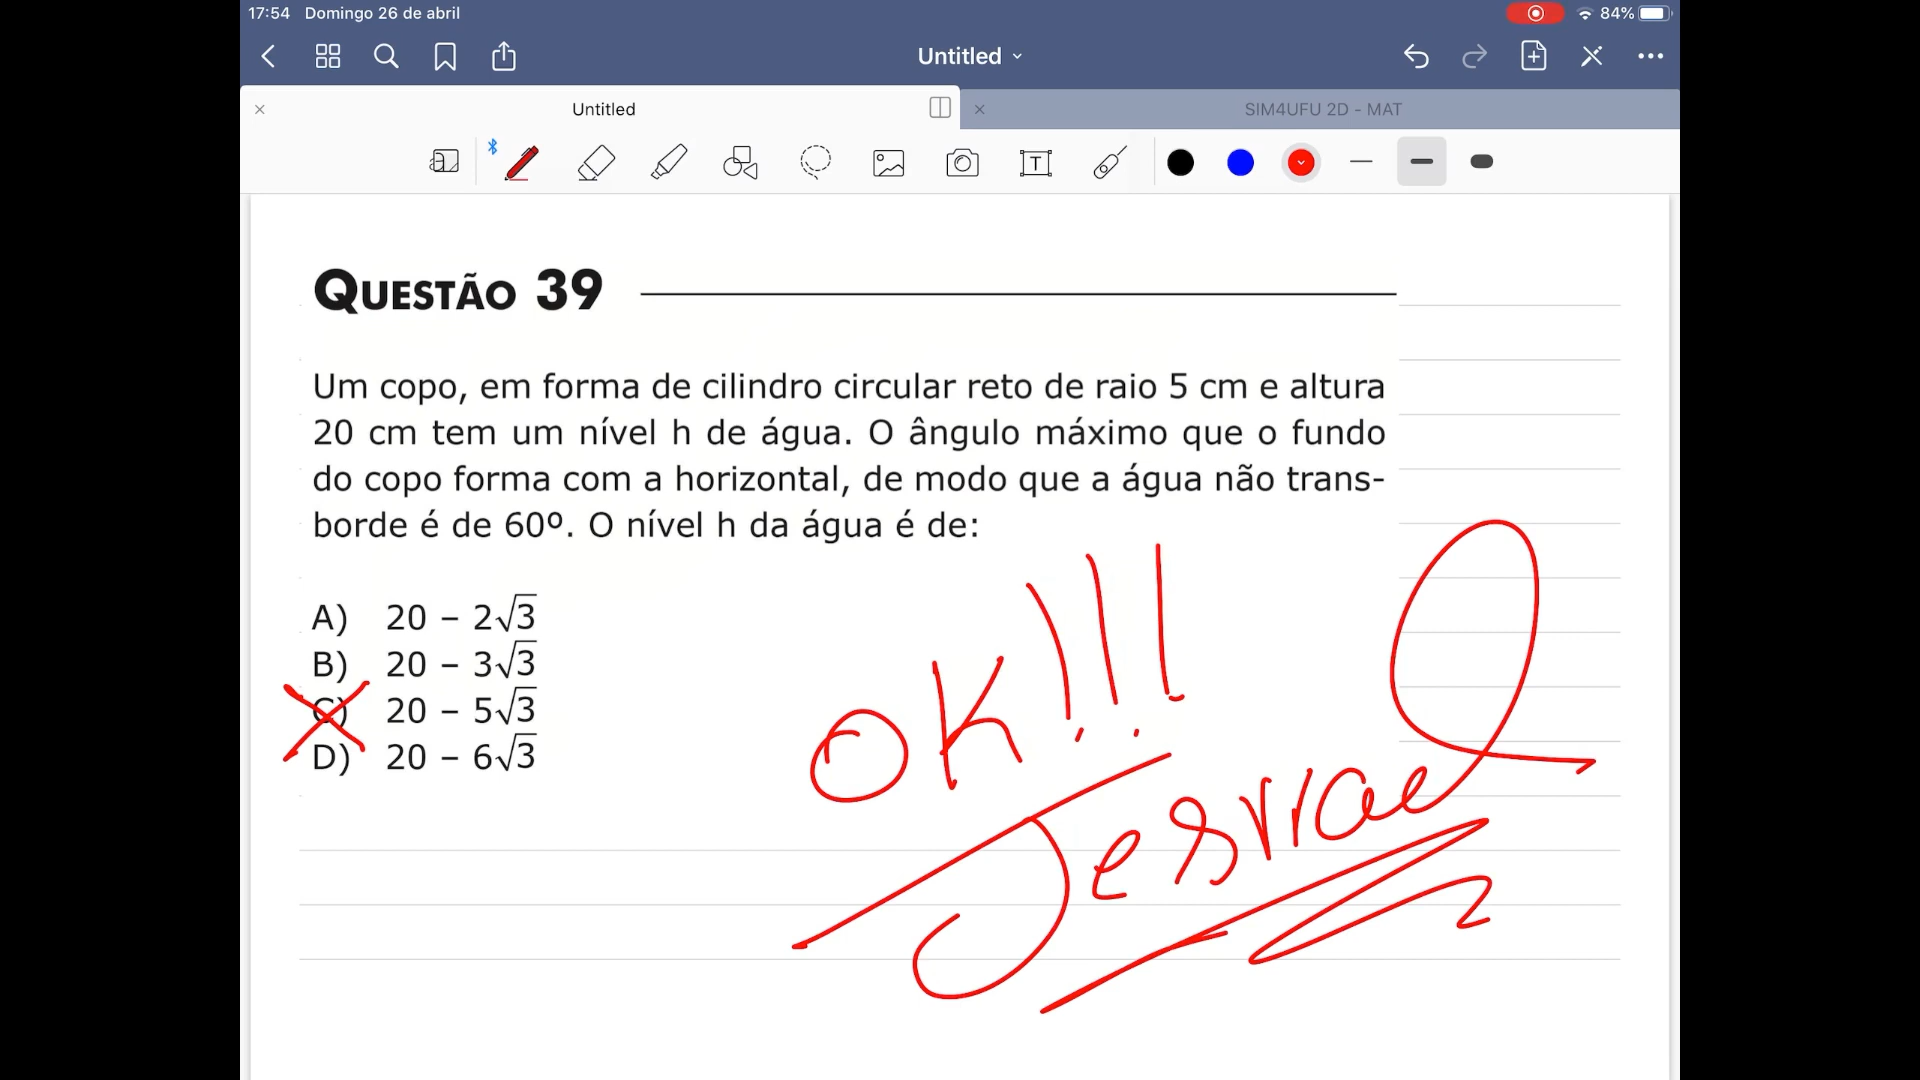 17:54 Domingo 26 de abril
84%
Untitled
Untitled
SIM4UFU 2D - MAT
a
T
QUESTÃO 39
Um copo, em forma de cilindro circular reto de raio 5 cm e altura
20 cm tem um nível h de água. O ângulo máximo que o fundo
do copo forma com a horizontal, de modo que a água não trans-
borde é de 60º. O nível h da água é de:
A) 20 – 2√3
B) 20 – 3√3
C) 20 – 5√3
D) 20 – 6√3
OK!!!